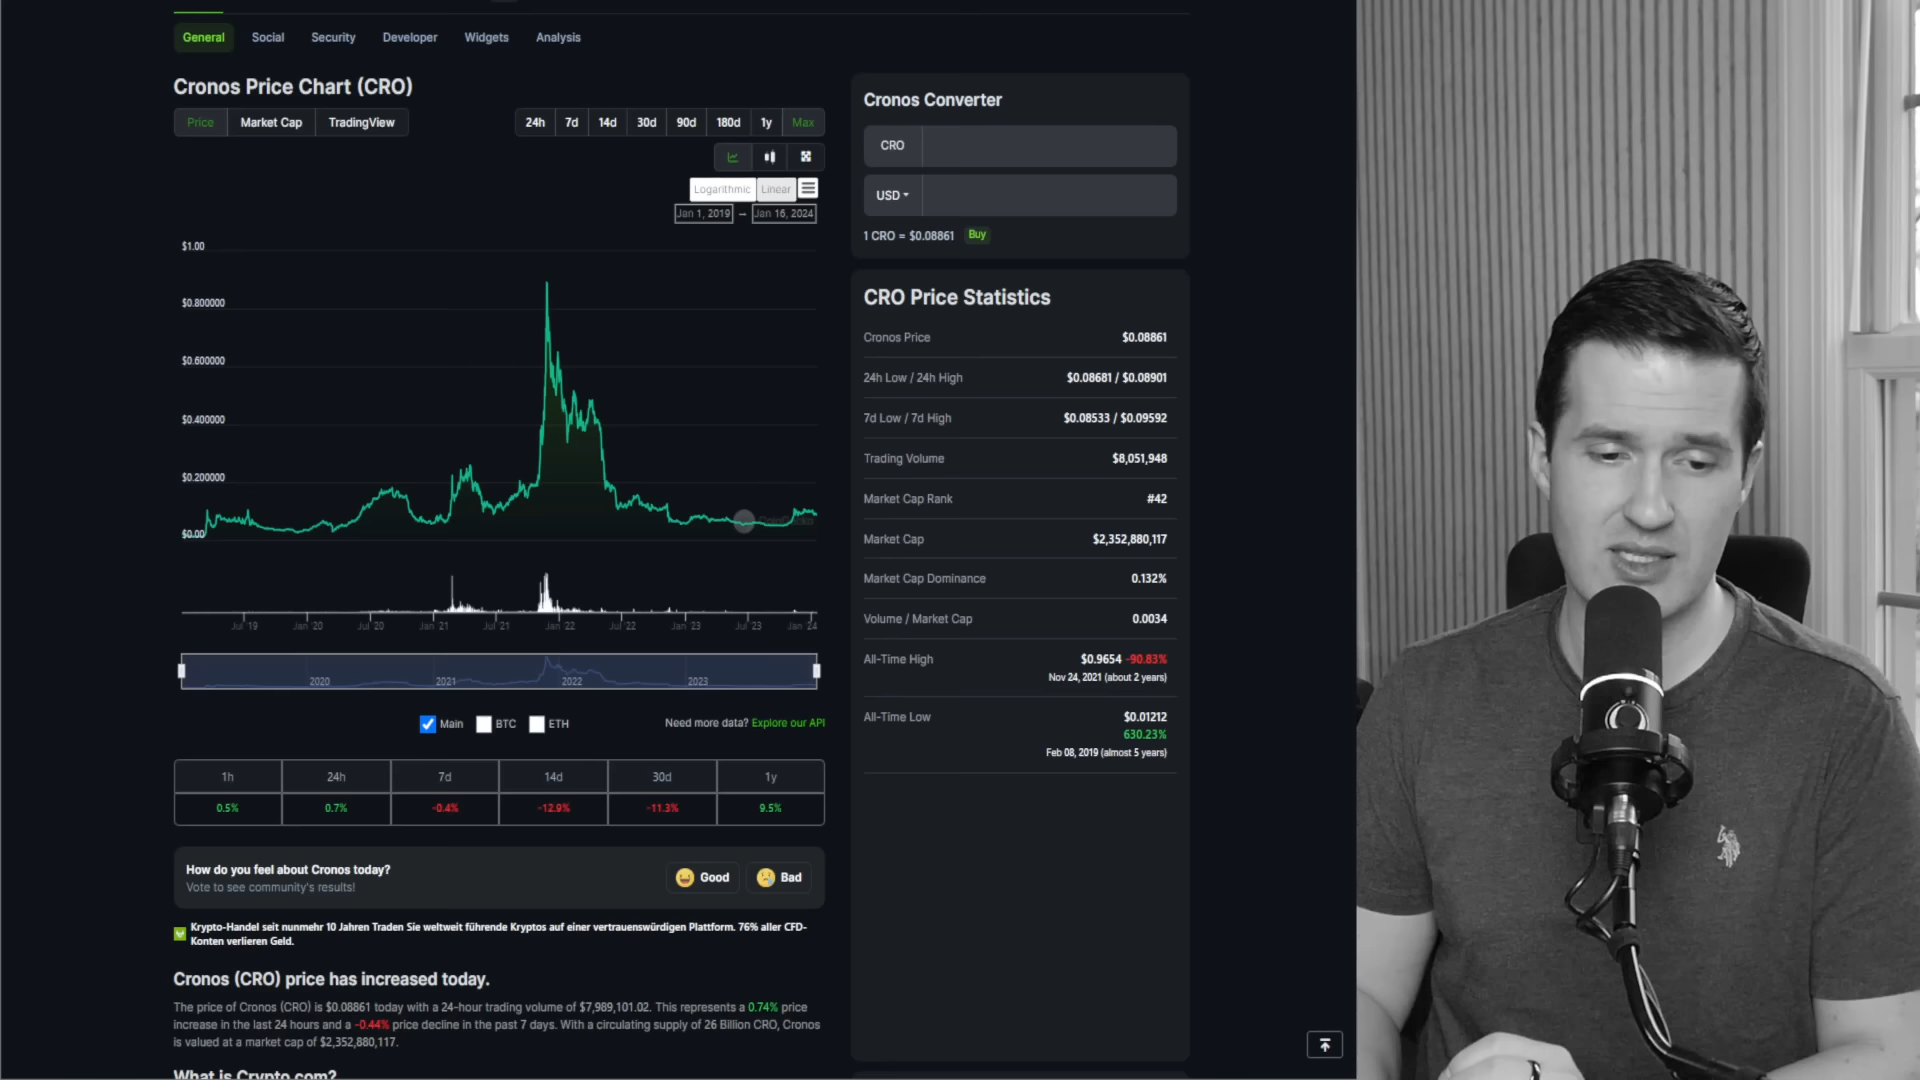 General Social Security Developer Widgets Analysis
Cronos Price Chart (CRO)
Price Market Cap TradingView
24h 7d 14d 30d 90d 180d 1y Max
Logarithmic Linear
Jan 1, 2019 → Jan 16, 2024
$1.00
$0.800000
$0.600000
$0.400000
$0.200000
$0.00
CoinGecko
Jul '19 Jan '20 Jul '20 Jan '21 Jul '21 Jan '22 Jul '22 Jan '23 Jul '23 Jan '24
2020 2021 2022 2023
Main BTC ETH
Need more data? Explore our API
1h 24h 7d 14d 30d 1y
0.5% 0.7% -0.4% -12.9% -11.3% 9.5%
How do you feel about Cronos today?
Vote to see community's results!
Good Bad
Krypto-Handel seit nunmehr 10 Jahren Traden Sie weltweit führende Kryptos auf einer vertrauenswürdigen Plattform. 76% aller CFD-
Konten verlieren Geld.
Cronos (CRO) price has increased today.
The price of Cronos (CRO) is $0.08861 today with a 24-hour trading volume of $7,989,101.02. This represents a 0.74% price
increase in the last 24 hours and a -0.44% price decline in the past 7 days. With a circulating supply of 26 Billion CRO, Cronos
is valued at a market cap of $2,352,880,117.
What is Crypto.com?
Cronos Converter
CRO
USD
1 CRO = $0.08861 Buy
CRO Price Statistics
Cronos Price $0.08861
24h Low / 24h High $0.08681 / $0.08901
7d Low / 7d High $0.08533 / $0.09592
Trading Volume $8,051,948
Market Cap Rank #42
Market Cap $2,352,880,117
Market Cap Dominance 0.132%
Volume / Market Cap 0.0034
All-Time High $0.9654 -90.83%
Nov 24, 2021 (about 2 years)
All-Time Low $0.01212
630.23%
Feb 08, 2019 (almost 5 years)